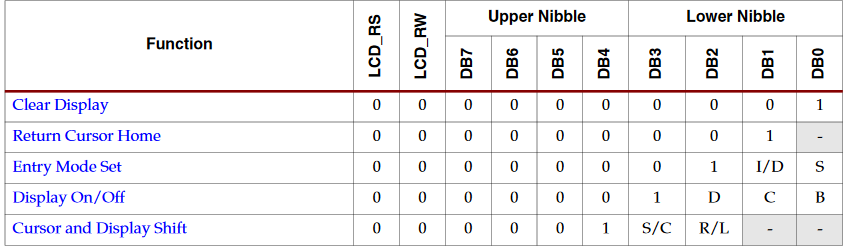 Function LCD_RS LCD_RW Upper Nibble Lower Nibble
DB7 DB6 DB5 DB4 DB3 DB2 DB1 DB0
Clear Display 0 0 0 0 0 0 0 0 0 1
Return Cursor Home 0 0 0 0 0 0 0 0 1 -
Entry Mode Set 0 0 0 0 0 0 0 1 I/D S
Display On/Off 0 0 0 0 0 0 1 D C B
Cursor and Display Shift 0 0 0 0 0 1 S/C R/L - -